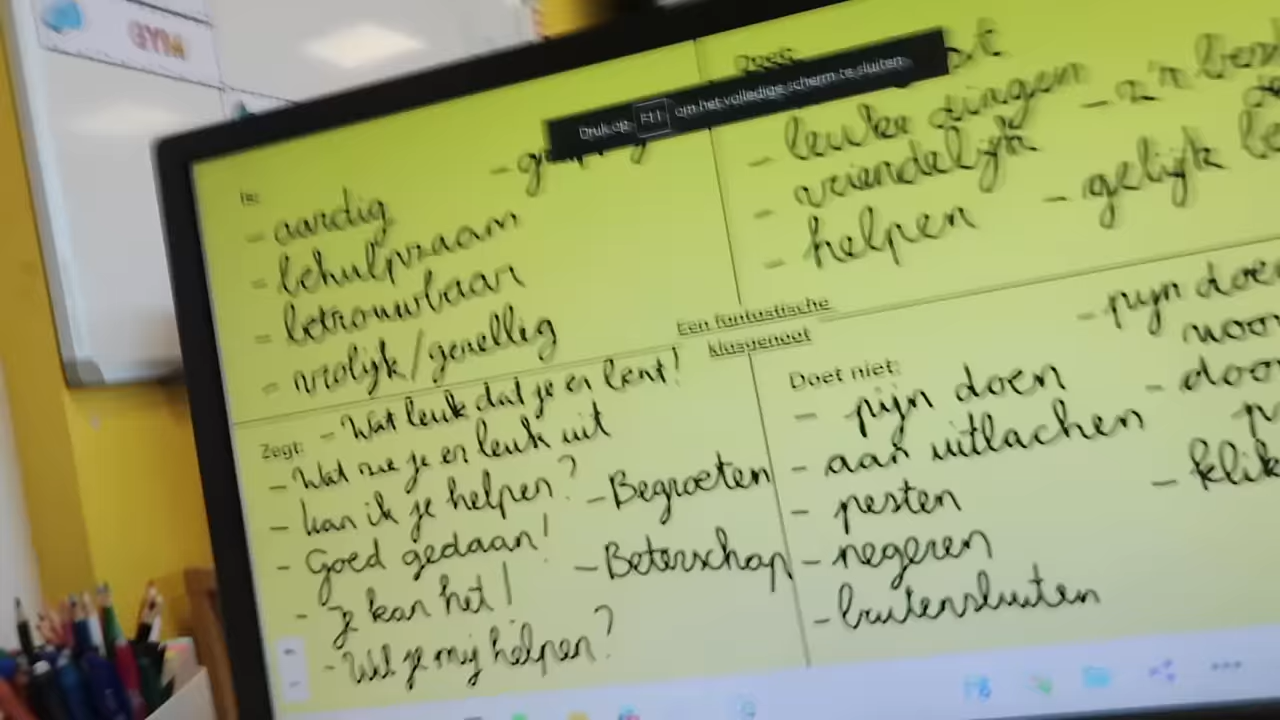 GYM
Druk op F11 om het volledige scherm te sluiten
Is:
- aardig
- behulpzaam
- betrouwbaar
- vrolijk/gezellig
Doet:
- leuke dingen
- vriendelijk
- helpen
- z'n
- gelijk
Een fantastische
klasgenoot
Zegt:
- Wat leuk dat je er bent!
- Wat zie je er leuk uit
- kan ik je helpen?
- Goed gedaan!
- Je kan het!
- Wil je mij helpen?
- Begroeten
- Beterschap
Doet niet:
- pijn doen
- aan uitlachen
- pesten
- negeren
- buitensluiten
- pijn doen